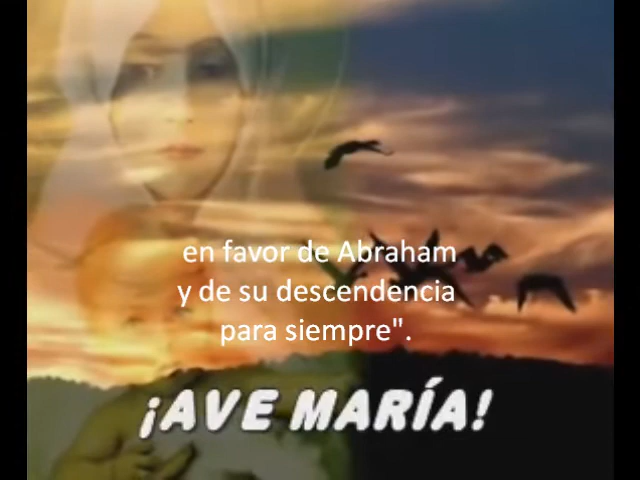 en favor de Abraham
y de su descendencia
para siempre".
¡AVE MARÍA!